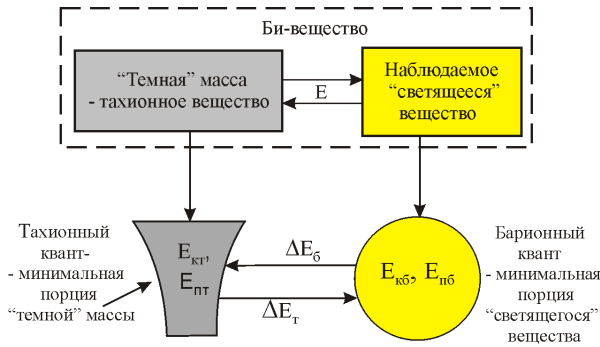 Би-вещество
“Темная” масса
- тахионное вещество
E
Наблюдаемое
“светящееся”
вещество
Тахионный
квант-
- минимальная
порция
“темной” массы
Eкт,
Eпт
ΔEб
ΔEт
Eкб, Eпб
Барионный
квант
- минимальная
порция
“светящегося”
вещества